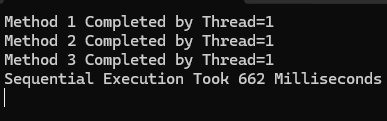 Method 1 Completed by Thread=1
Method 2 Completed by Thread=1
Method 3 Completed by Thread=1
Sequential Execution Took 662 Milliseconds